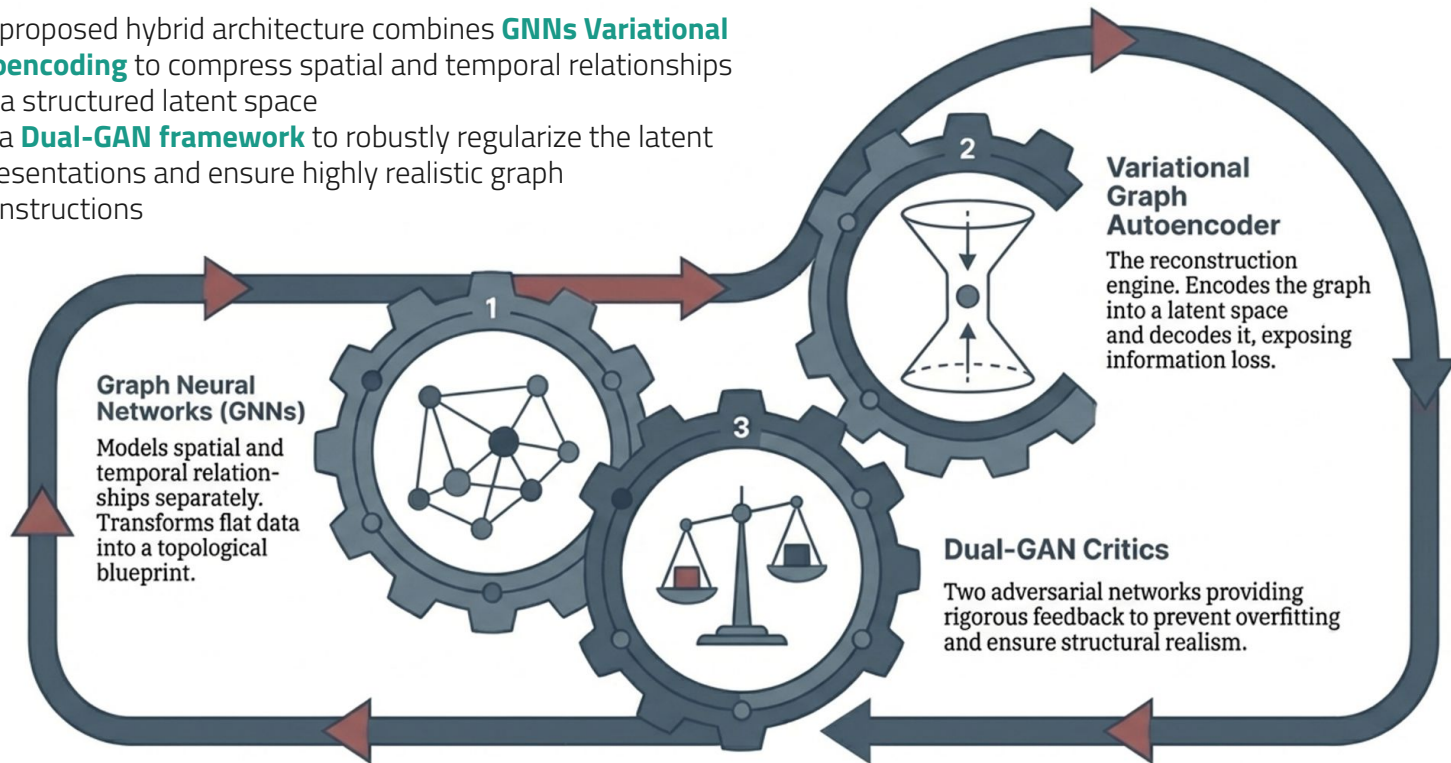 proposed hybrid architecture combines GNNs Variational
encoding to compress spatial and temporal relationships
a structured latent space
a Dual-GAN framework to robustly regularize the latent
esentations and ensure highly realistic graph
nstructions
1
2
3
Variational
Graph
Autoencoder
The reconstruction
engine. Encodes the graph
into a latent space
and decodes it, exposing
information loss.
Graph Neural
Networks (GNNs)
Models spatial and
temporal relation-
ships separately.
Transforms flat data
into a topological
blueprint.
Dual-GAN Critics
Two adversarial networks providing
rigorous feedback to prevent overfitting
and ensure structural realism.